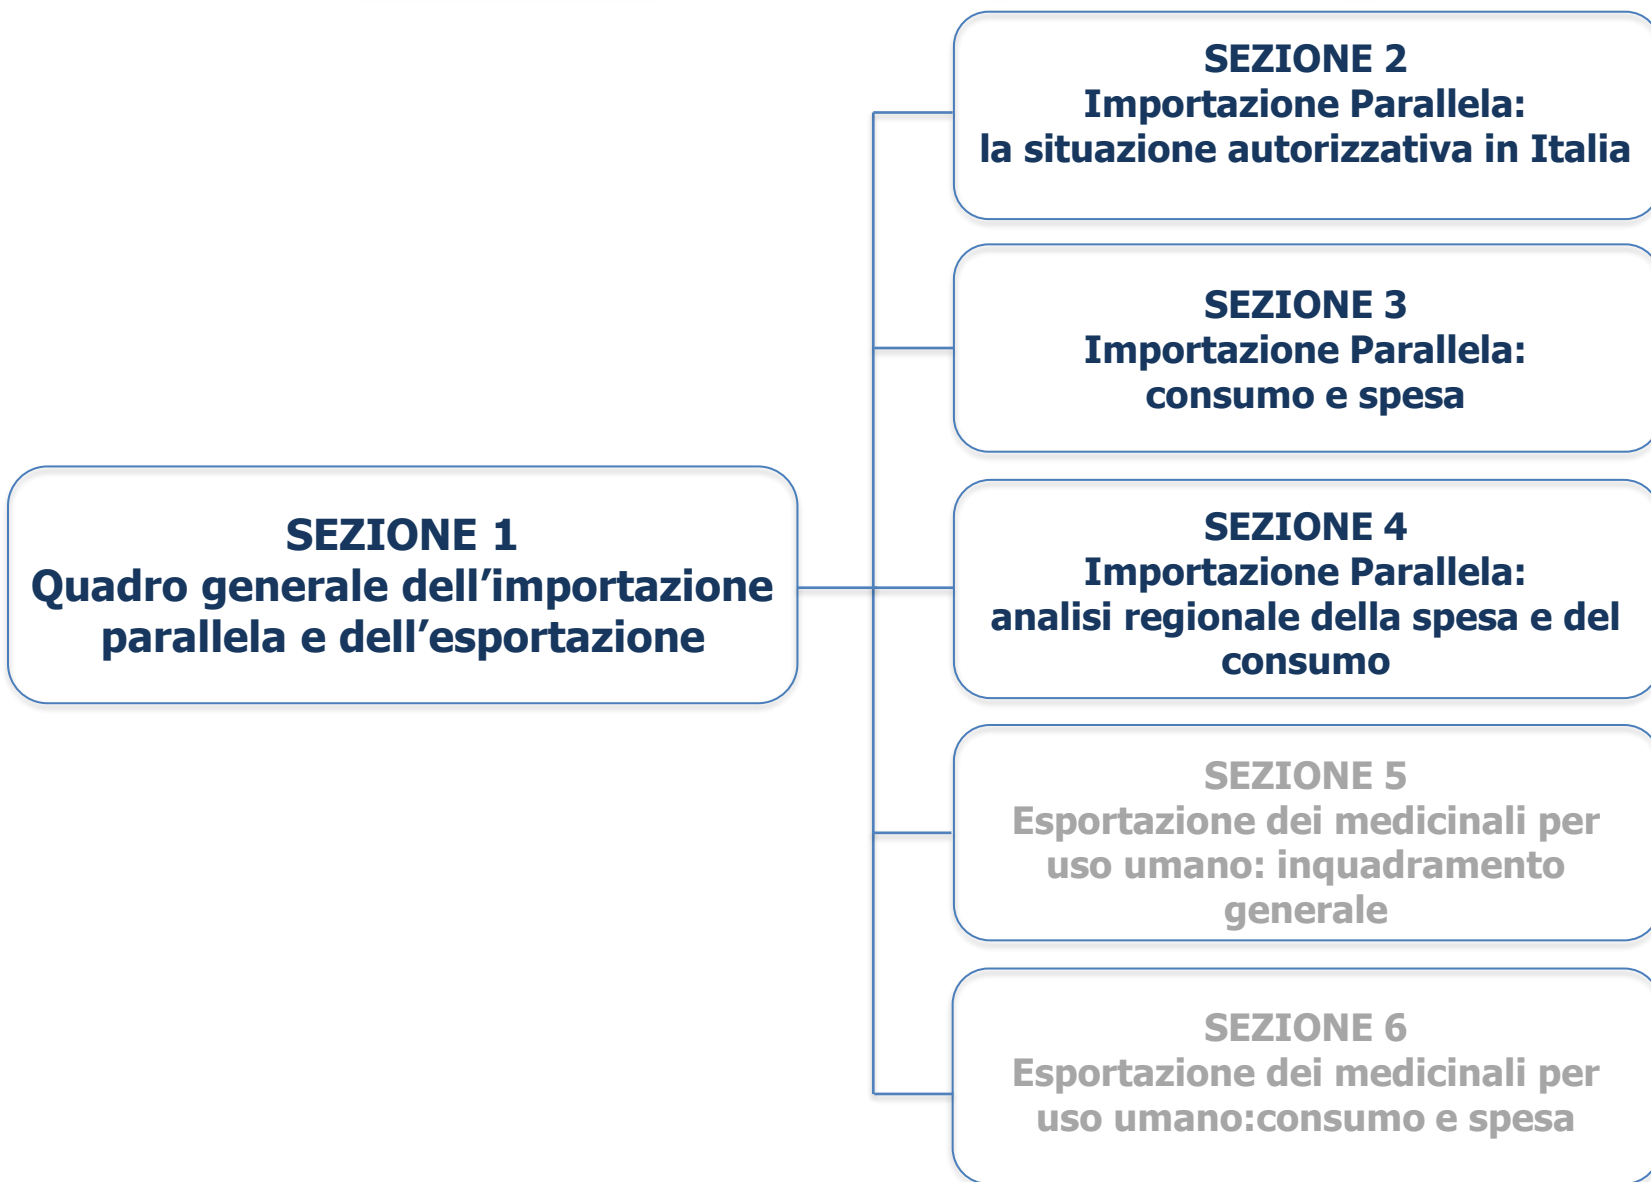 SEZIONE 1
Quadro generale dell’importazione
parallela e dell’esportazione
SEZIONE 2
Importazione Parallela:
la situazione autorizzativa in Italia
SEZIONE 3
Importazione Parallela:
consumo e spesa
SEZIONE 4
Importazione Parallela:
analisi regionale della spesa e del
consumo
SEZIONE 5
Esportazione dei medicinali per
uso umano: inquadramento
generale
SEZIONE 6
Esportazione dei medicinali per
uso umano:consumo e spesa